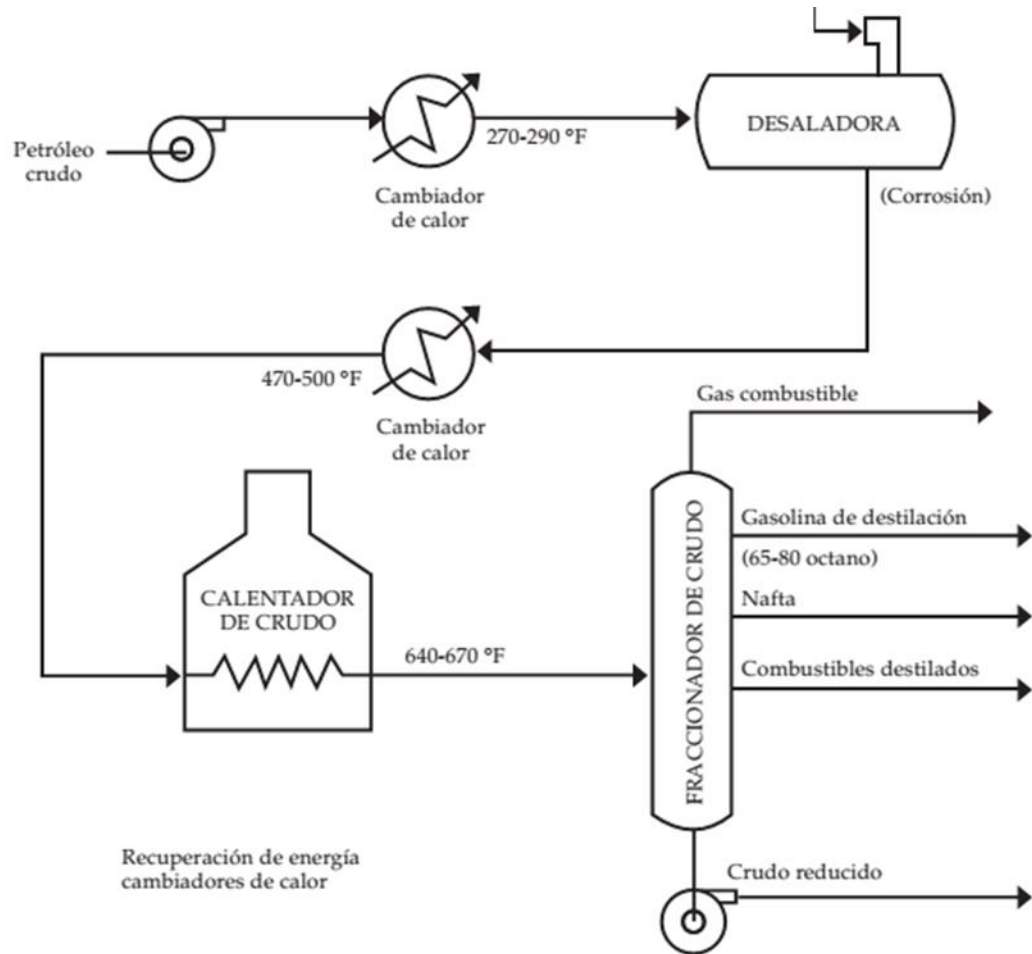 Petróleo
crudo
Cambiador
de calor
270-290 °F
DESALADORA
(Corrosión)
470-500 °F
Cambiador
de calor
Gas combustible
CALENTADOR
DE CRUDO
640-670 °F
FRACCIONADOR DE CRUDO
Gasolina de destilación
(65-80 octano)
Nafta
Combustibles destilados
Recuperación de energía
cambiadores de calor
Crudo reducido